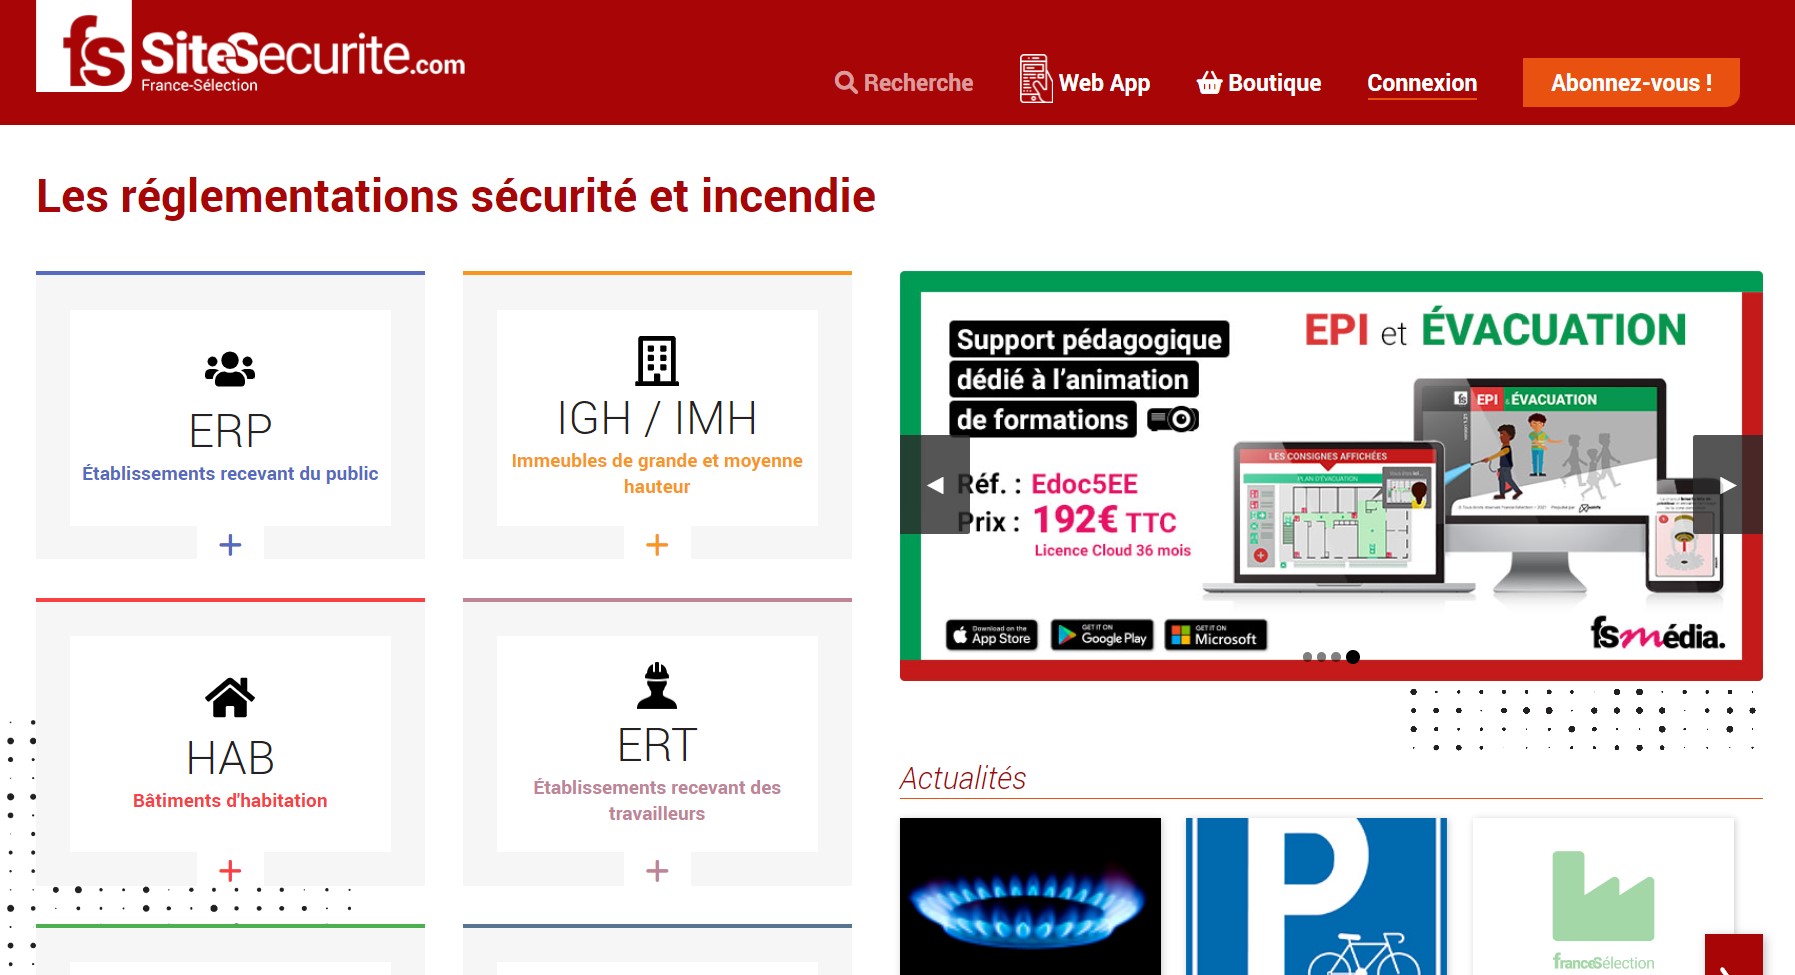 fs SiteSecurite.com
France-Sélection
Recherche
Web App
Boutique
Connexion
Abonnez-vous !
Les réglementations sécurité et incendie
ERP
Établissements recevant du public
+
IGH / IMH
Immeubles de grande et moyenne
hauteur
+
HAB
Bâtiments d'habitation
+
ERT
Établissements recevant des
travailleurs
+
Support pédagogique
dédié à l'animation
de formations
EPI et ÉVACUATION
Réf. : Edoc5EE
Prix : 192€ TTC
Licence Cloud 36 mois
LES CONSIGNES AFFICHÉES
PLAN D'ÉVACUATION
fs EPI & ÉVACUATION
Download on the
App Store
GET IT ON
Google Play
GET IT ON
Microsoft
fsmédia.
Actualités
P
franceSélection